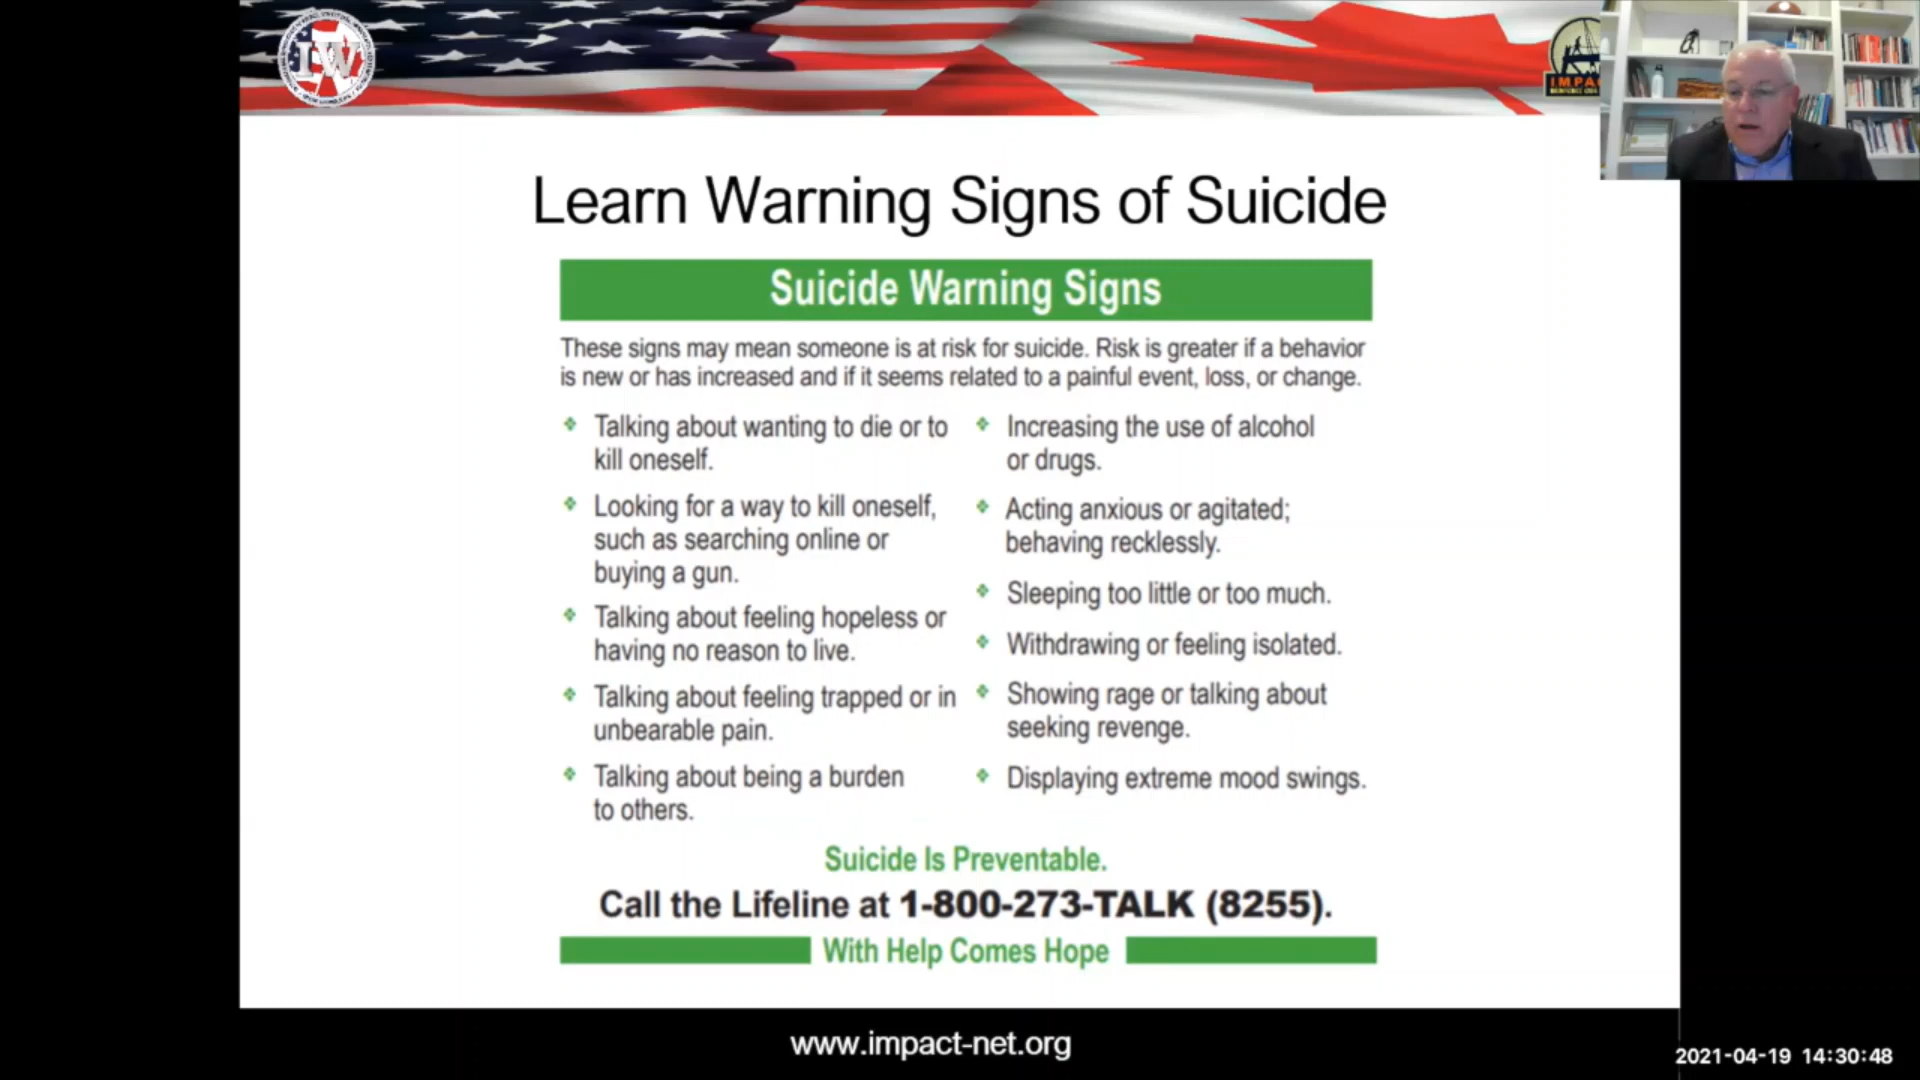 IW
IMPA
Learn Warning Signs of Suicide
Suicide Warning Signs
These signs may mean someone is at risk for suicide. Risk is greater if a behavior
is new or has increased and if it seems related to a painful event, loss, or change.
Talking about wanting to die or to
kill oneself.
Looking for a way to kill oneself,
such as searching online or
buying a gun.
Talking about feeling hopeless or
having no reason to live.
Talking about feeling trapped or in
unbearable pain.
Talking about being a burden
to others.
Increasing the use of alcohol
or drugs.
Acting anxious or agitated;
behaving recklessly.
Sleeping too little or too much.
Withdrawing or feeling isolated.
Showing rage or talking about
seeking revenge.
Displaying extreme mood swings.
Suicide Is Preventable.
Call the Lifeline at 1-800-273-TALK (8255).
With Help Comes Hope
www.impact-net.org
2021-04-19 14:30:48